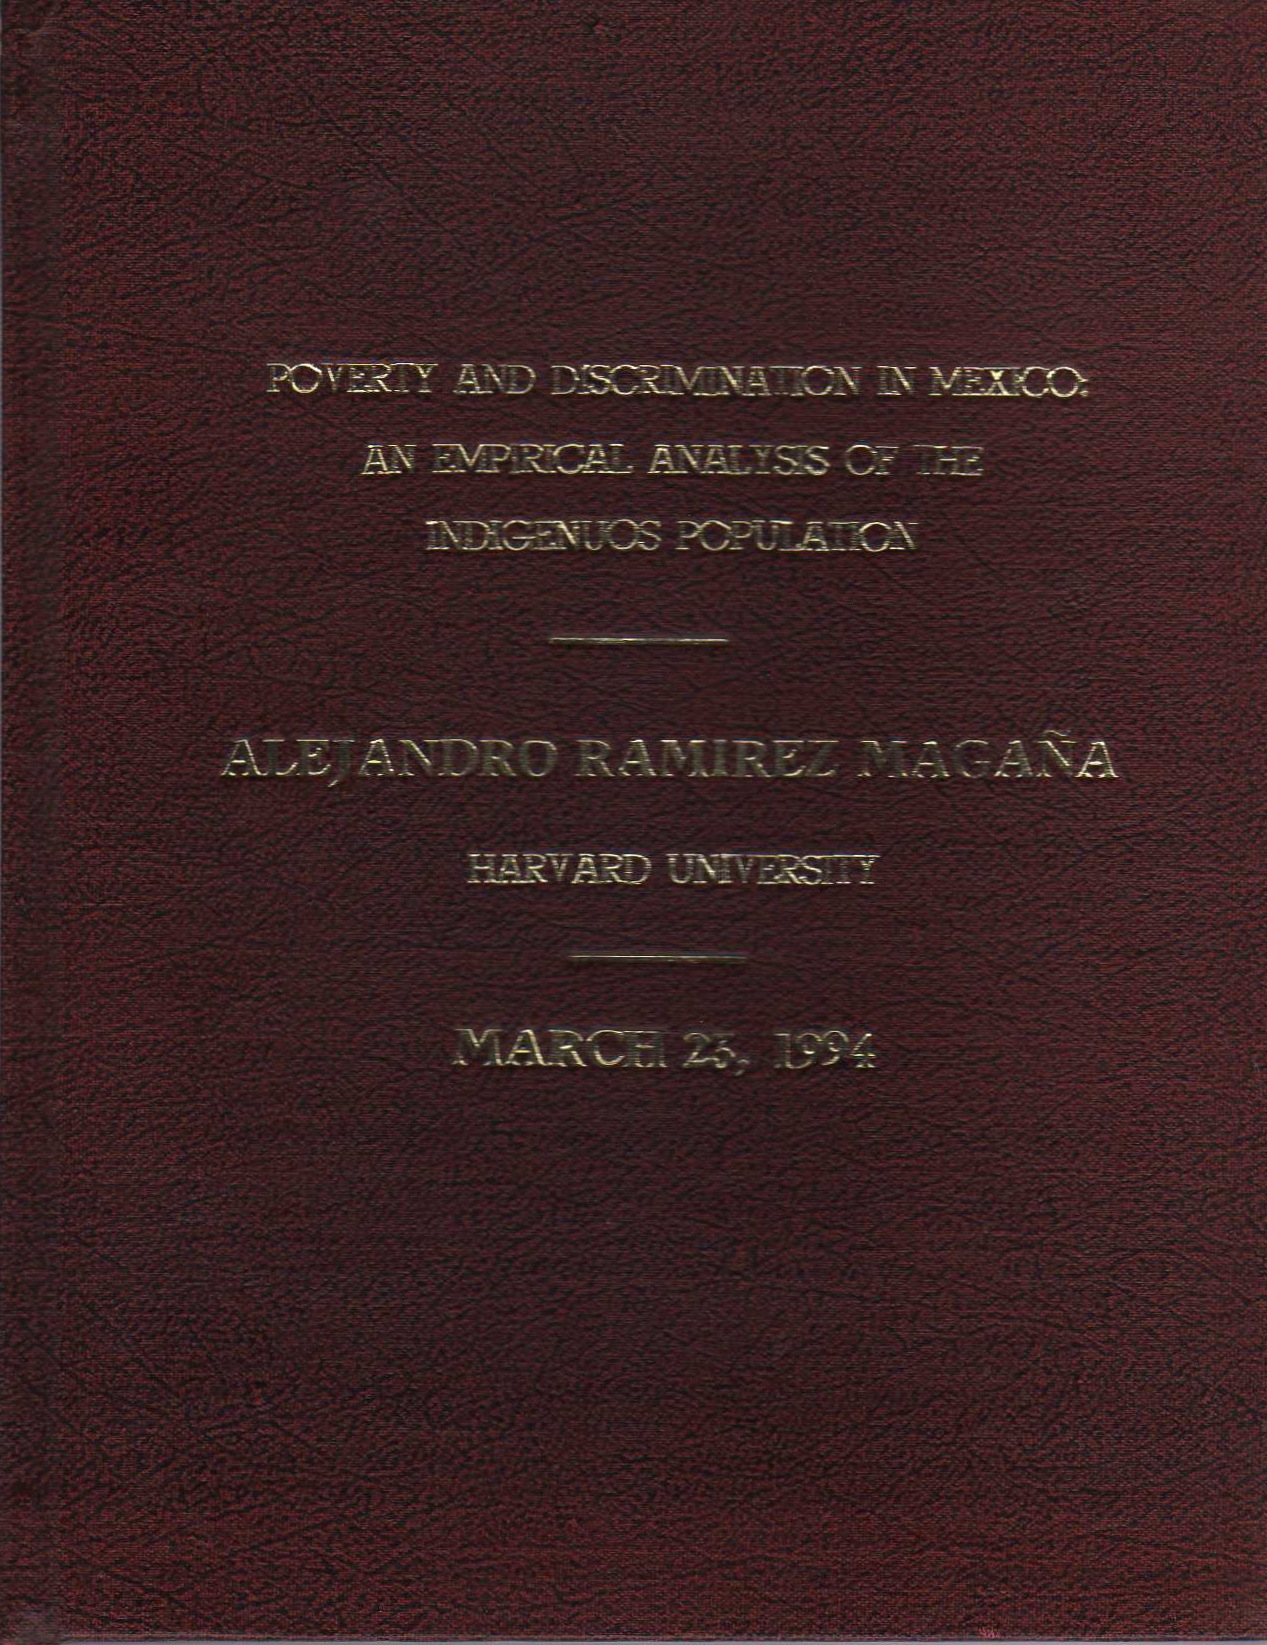 POVERTY AND DISCRIMINATION IN MEXICO:
AN EMPIRICAL ANALYSIS OF THE
INDIGENUOS POPULATION
ALEJANDRO RAMIREZ MAGAÑA
HARVARD UNIVERSITY
MARCH 25, 1994